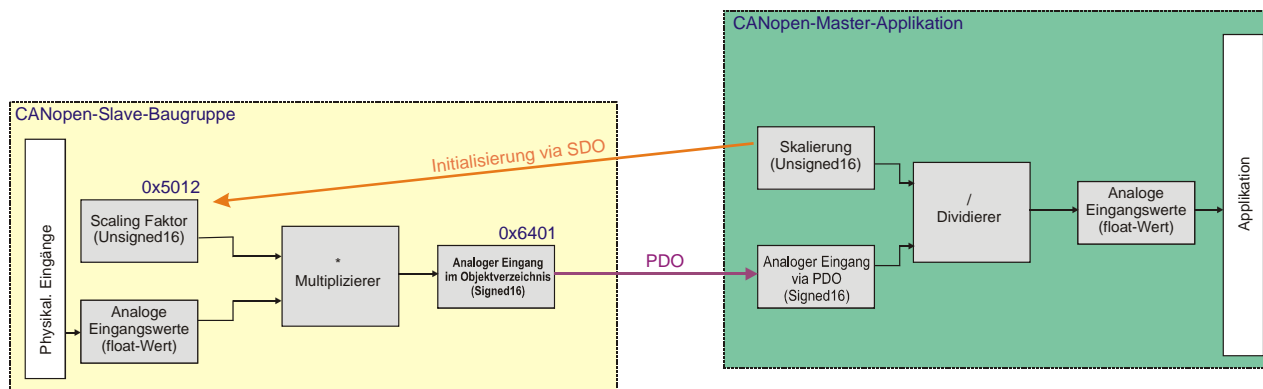 CANopen-Master-Applikation
CANopen-Slave-Baugruppe
Physikal. Eingänge
0x5012
Scaling Faktor
(Unsigned16)
Analoge
Eingangswerte
(float-Wert)
*
Multiplizierer
0x6401
Analoger Eingang
im Objektverzeichnis
(Signed16)
Initialisierung via SDO
PDO
Skalierung
(Unsigned16)
Analoger Eingang
via PDO
(Signed16)
/
Dividierer
Analoge
Eingangswerte
(float-Wert)
Applikation